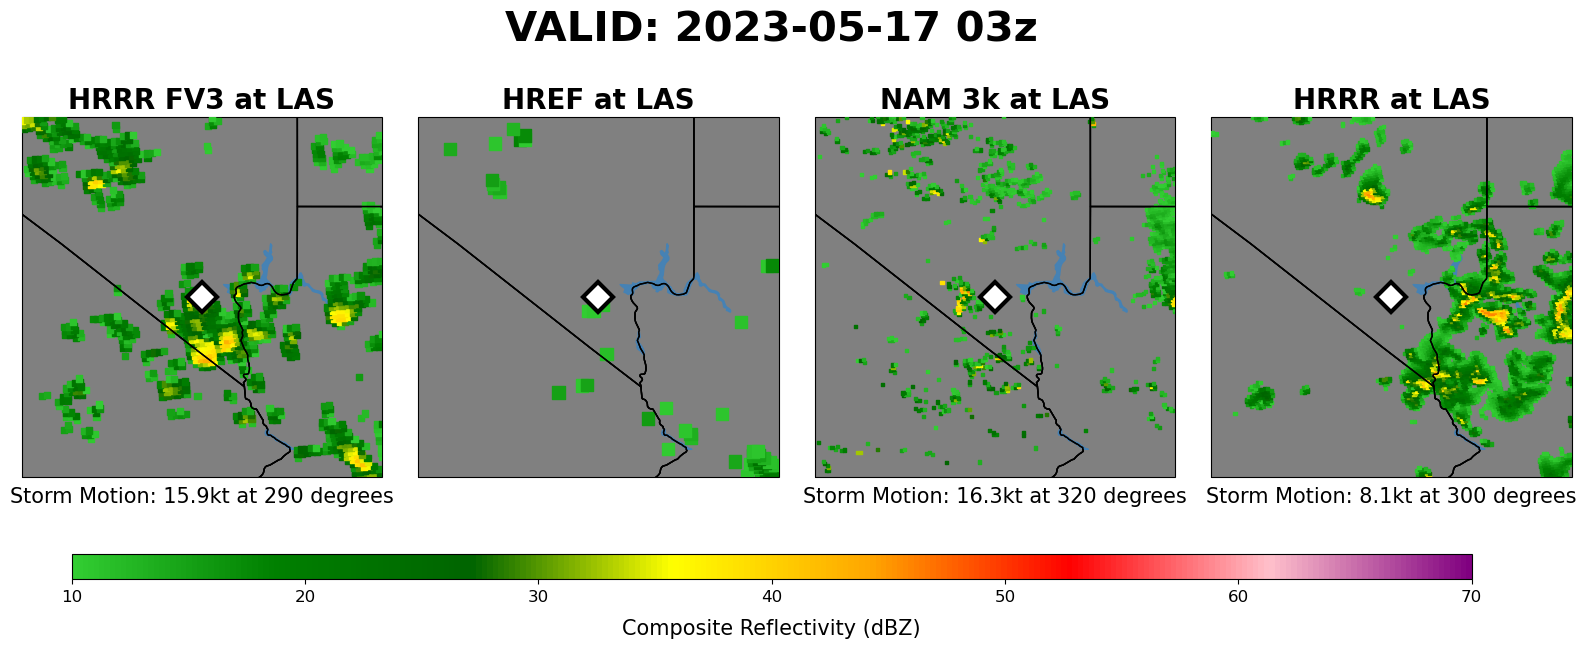 VALID: 2023-05-17 03z
HRRR FV3 at LAS
HREF at LAS
NAM 3k at LAS
HRRR at LAS
Storm Motion: 15.9kt at 290 degrees
Storm Motion: 16.3kt at 320 degrees
Storm Motion: 8.1kt at 300 degrees
10 20 30 40 50 60 70
Composite Reflectivity (dBZ)